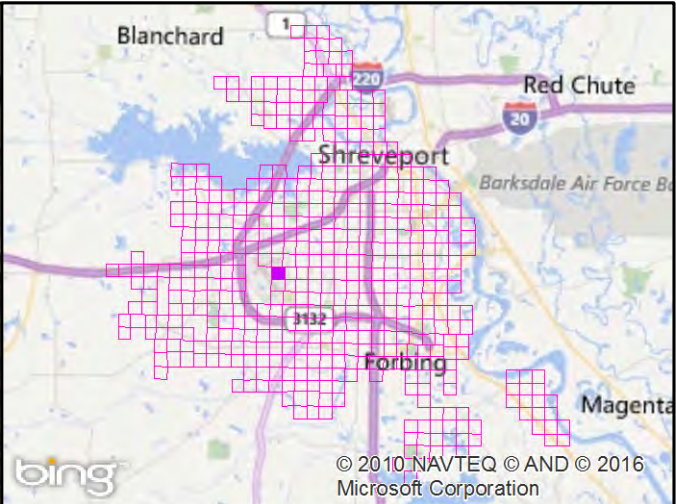 1
Blanchard
220
Red Chute
20
Shreveport
Barksdale Air Force Ba
3132
Forbing
Magenta
bing
© 2010 NAVTEQ © AND © 2016
Microsoft Corporation